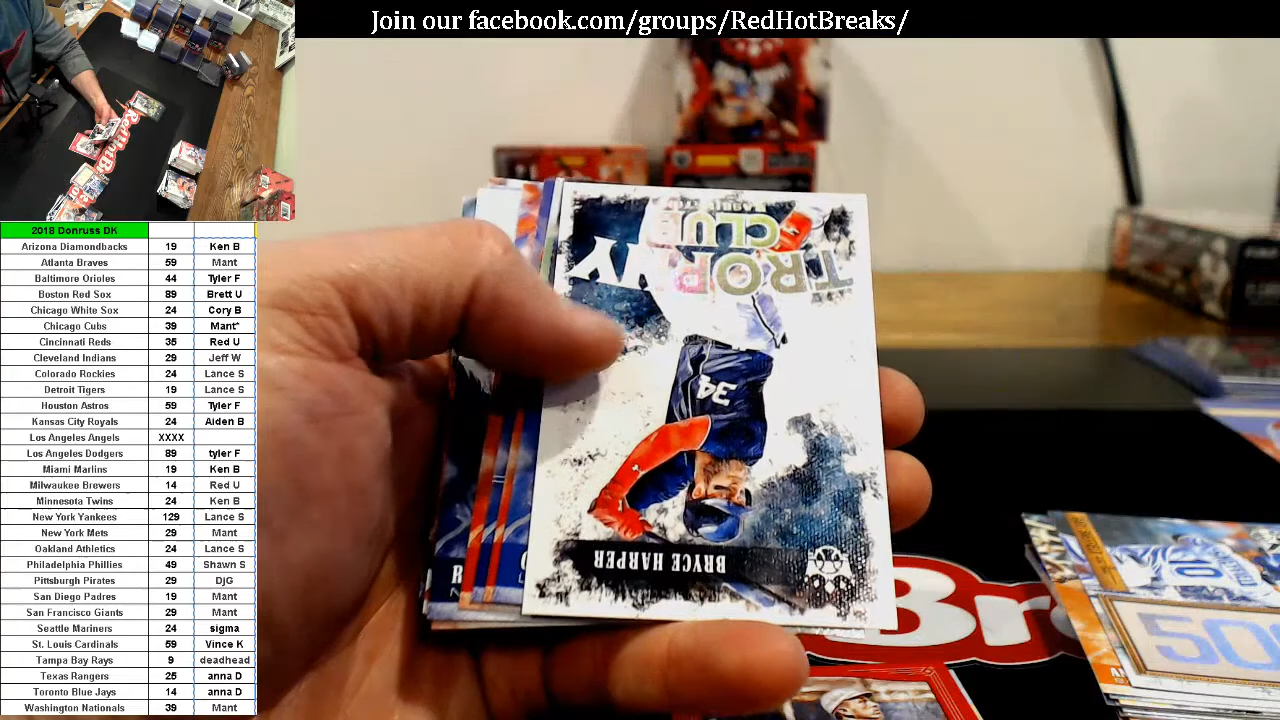 Join our facebook.com/groups/RedHotBreaks/
2018 Donruss DK
Arizona Diamondbacks 19 Ken B
Atlanta Braves 59 Mant
Baltimore Orioles 44 Tyler F
Boston Red Sox 89 Brett U
Chicago White Sox 24 Cory B
Chicago Cubs 39 Mant*
Cincinnati Reds 35 Red U
Cleveland Indians 29 Jeff W
Colorado Rockies 24 Lance S
Detroit Tigers 19 Lance S
Houston Astros 59 Tyler F
Kansas City Royals 24 Aiden B
Los Angeles Angels XXXX
Los Angeles Dodgers 89 tyler F
Miami Marlins 19 Ken B
Milwaukee Brewers 14 Red U
Minnesota Twins 24 Ken B
New York Yankees 129 Lance S
New York Mets 29 Mant
Oakland Athletics 24 Lance S
Philadelphia Phillies 49 Shawn S
Pittsburgh Pirates 29 DjG
San Diego Padres 19 Mant
San Francisco Giants 29 Mant
Seattle Mariners 24 sigma
St. Louis Cardinals 59 Vince K
Tampa Bay Rays 9 deadhead
Texas Rangers 25 anna D
Toronto Blue Jays 14 anna D
Washington Nationals 39 Mant
CLUB
TROPHY
34
BRYCE HARPER
Bre
50